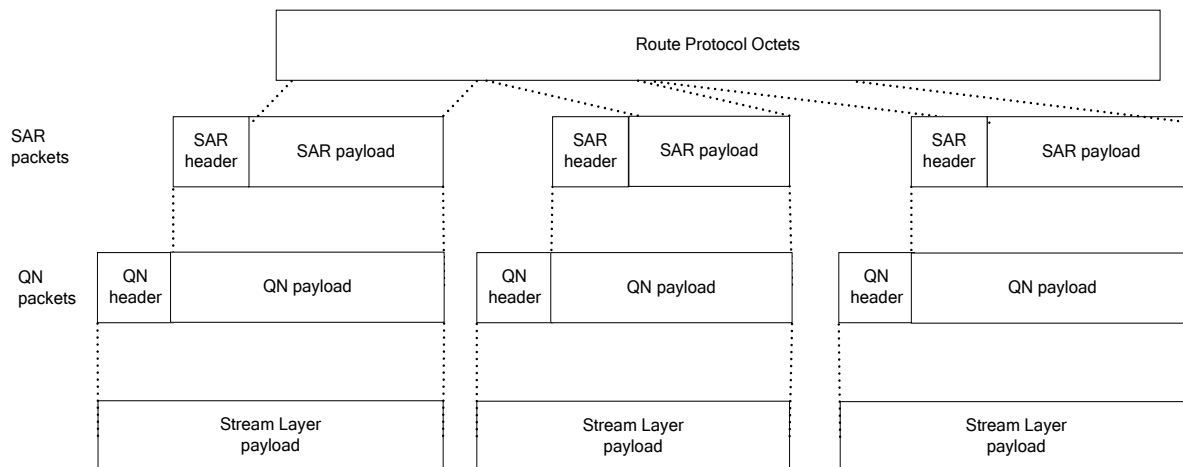 Route Protocol Octets
SAR
packets
SAR
header
SAR payload
SAR
header
SAR payload
SAR
header
SAR payload
QN
packets
QN
header
QN payload
QN
header
QN payload
QN
header
QN payload
Stream Layer
payload
Stream Layer
payload
Stream Layer
payload